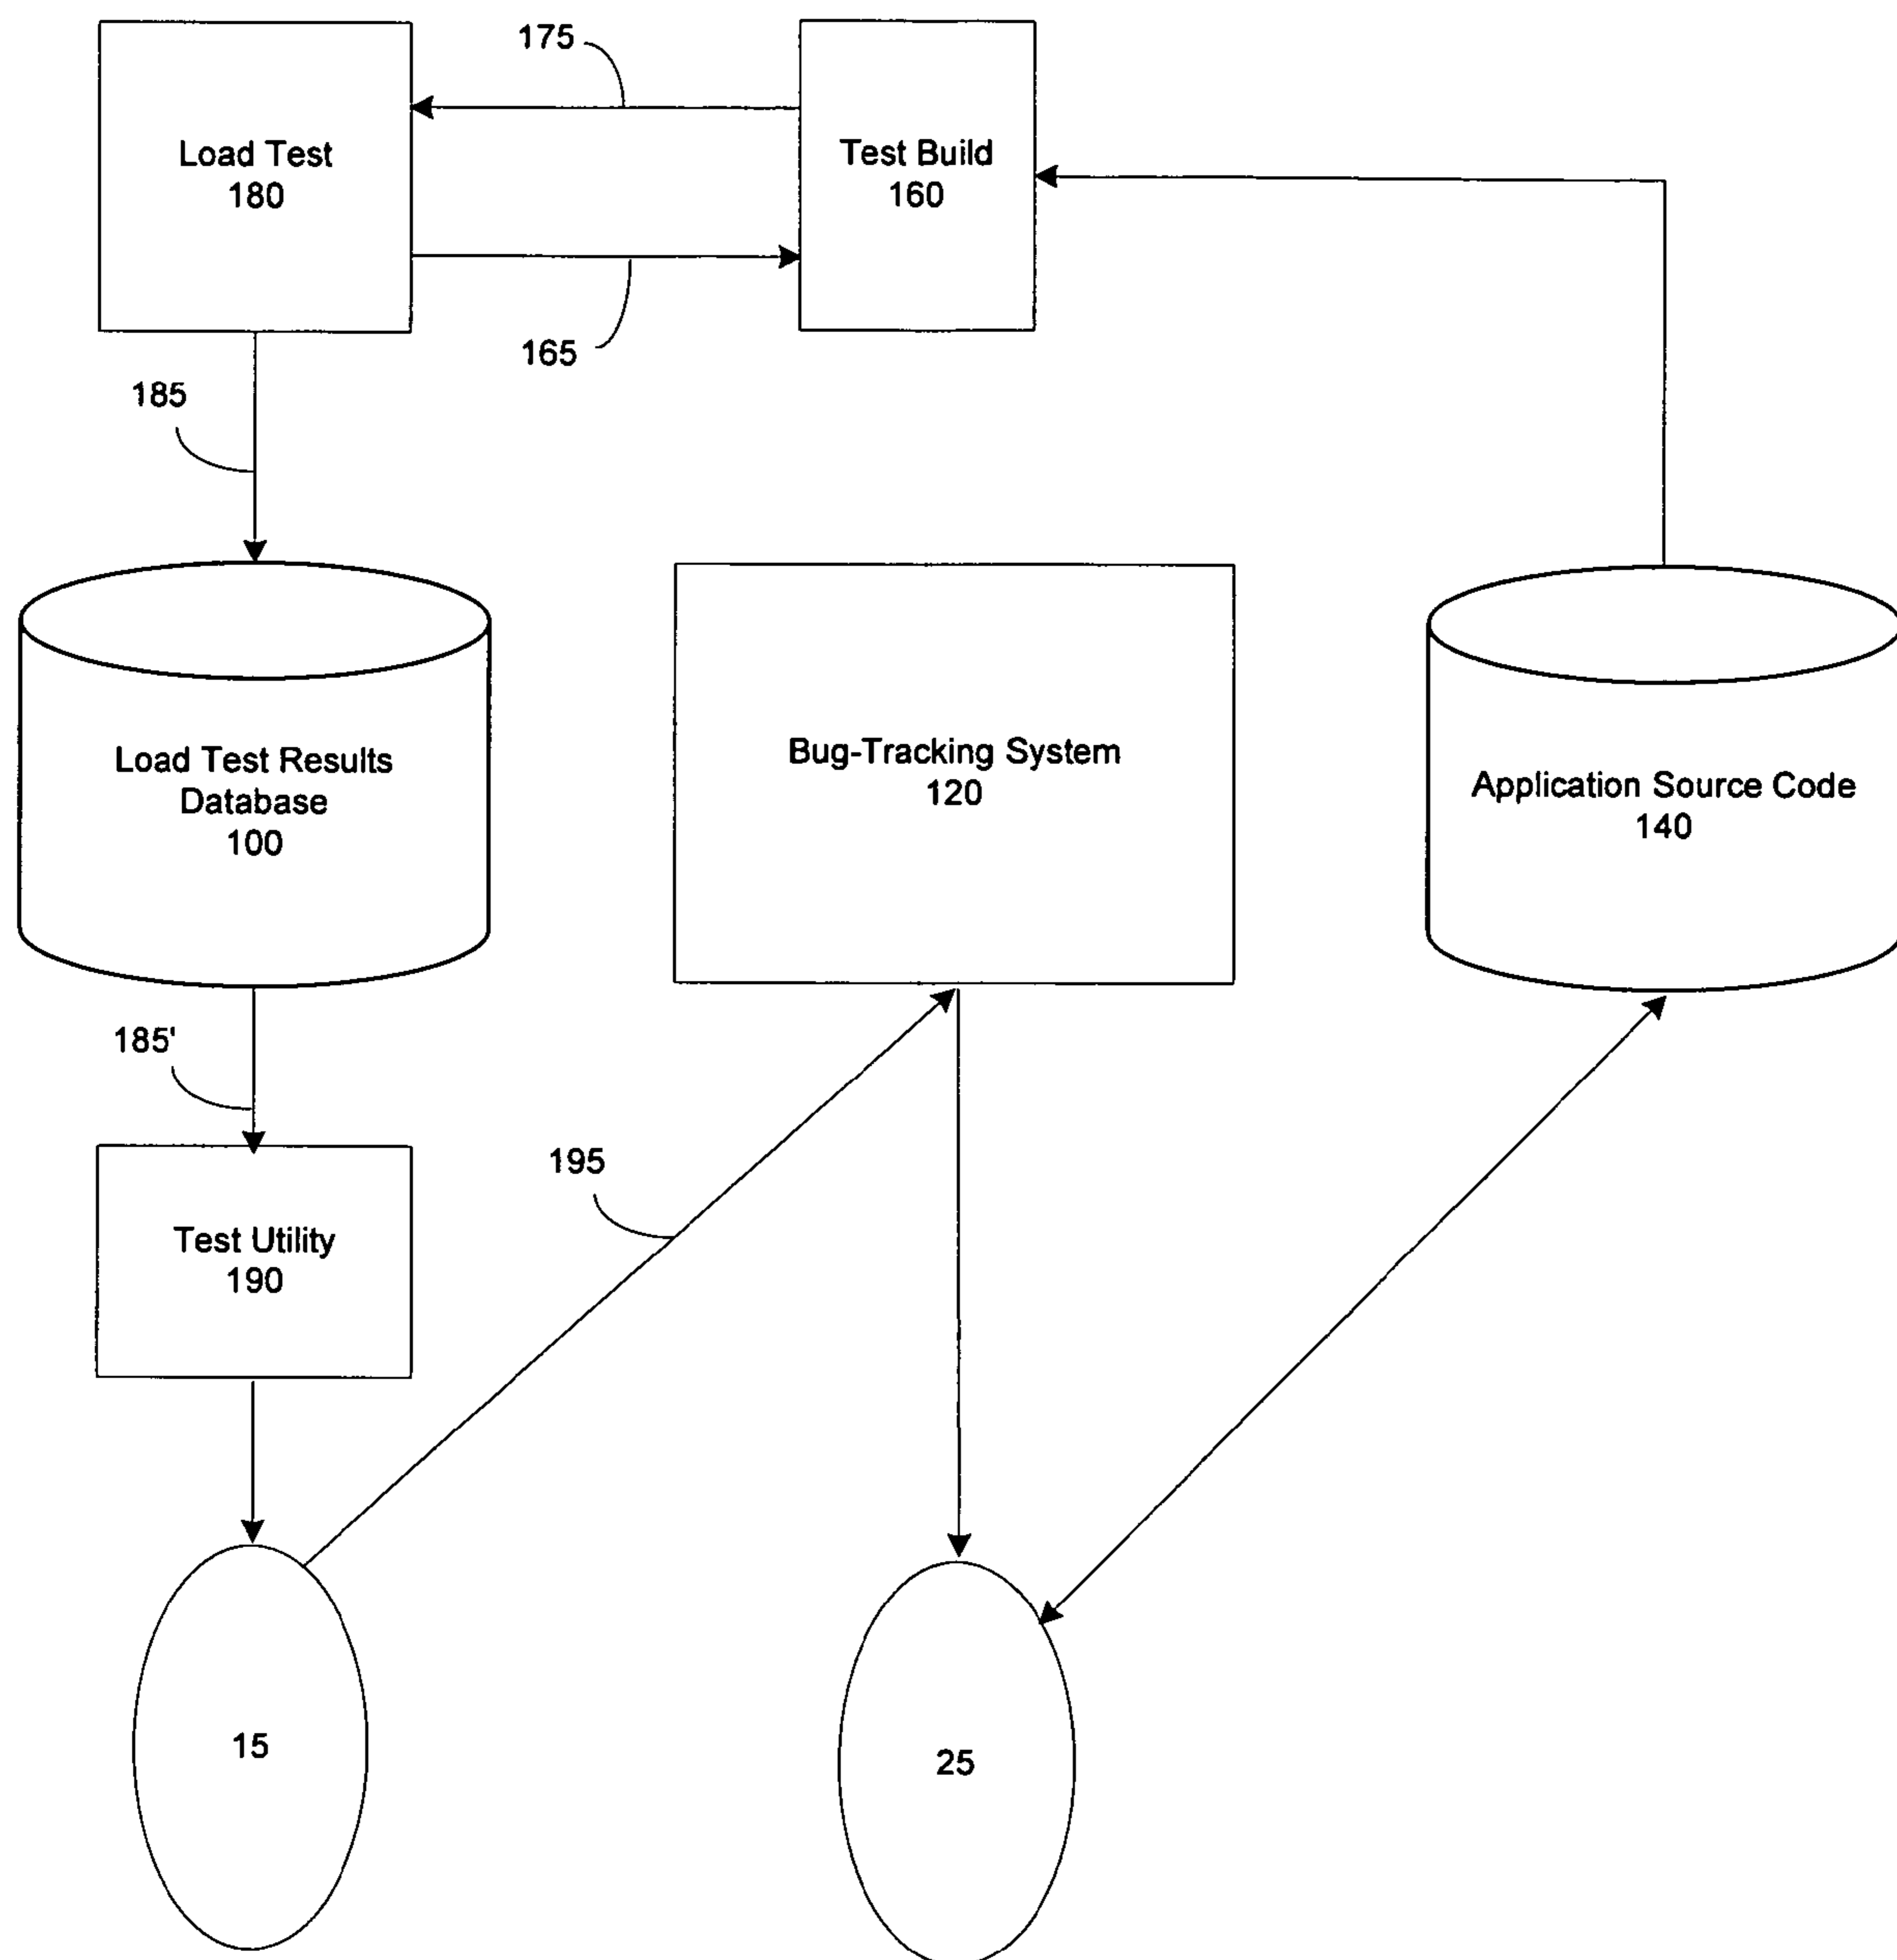 175
Load Test
180
Test Build
160
165
185
Load Test Results
Database
100
Bug-Tracking System
120
Application Source Code
140
185'
195
Test Utility
190
15
25